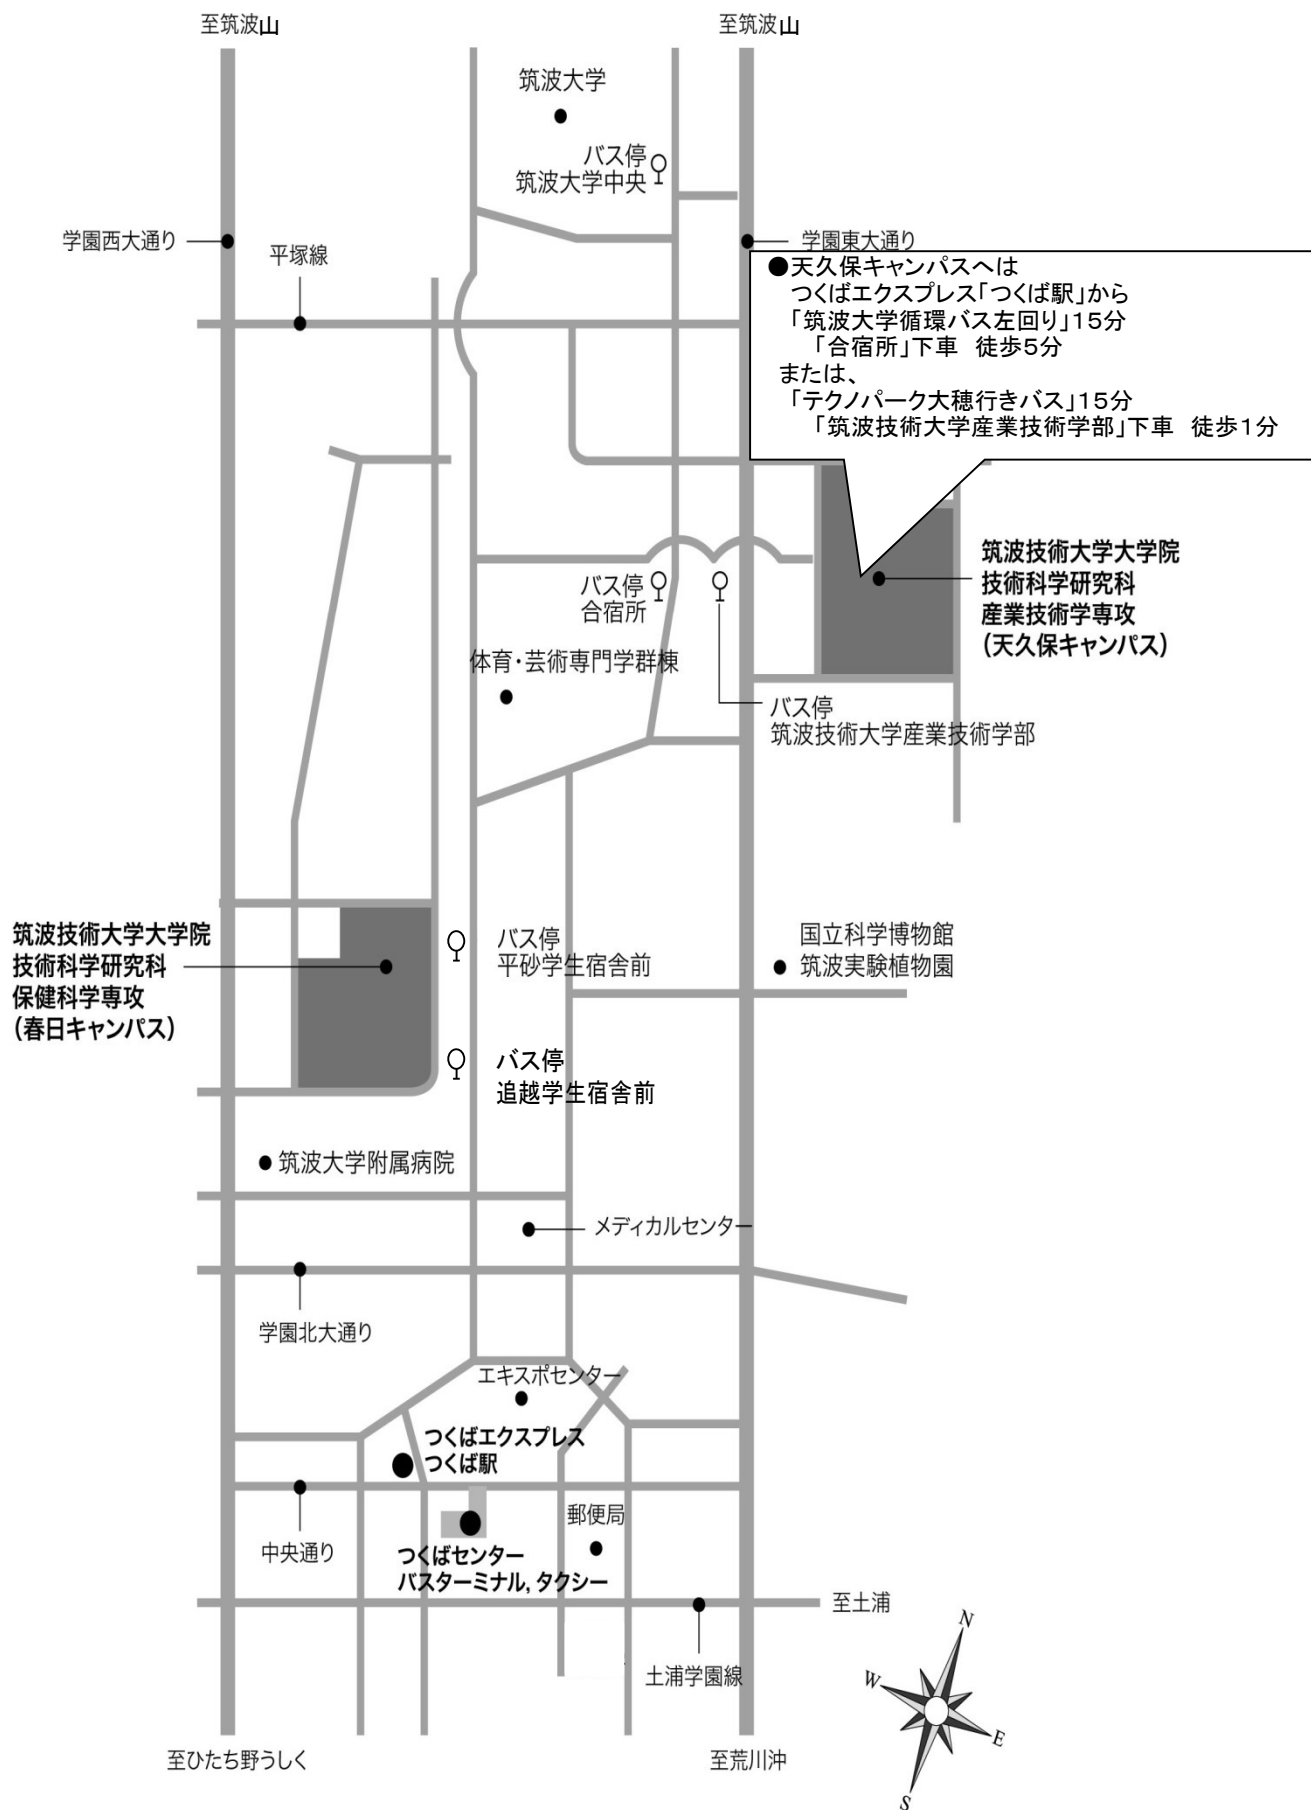 至筑波山
至筑波山
筑波大学
バス停
筑波大学中央
学園西大通り
平塚線
学園東大通り
●天久保キャンパスへは
つくばエクスプレス「つくば駅」から
「筑波大学循環バス左回り」15分
「合宿所」下車　徒歩5分
または、
「テクノパーク大穂行きバス」15分
「筑波技術大学産業技術学部」下車　徒歩1分
筑波技術大学大学院
技術科学研究科
産業技術学専攻
(天久保キャンパス)
バス停
合宿所
体育・芸術専門学群棟
バス停
筑波技術大学産業技術学部
筑波技術大学大学院
技術科学研究科
保健科学専攻
(春日キャンパス)
バス停
平砂学生宿舎前
国立科学博物館
筑波実験植物園
バス停
追越学生宿舎前
筑波大学附属病院
メディカルセンター
学園北大通り
エキスポセンター
つくばエクスプレス
つくば駅
郵便局
中央通り
つくばセンター
バスターミナル, タクシー
至土浦
土浦学園線
N
W
E
S
至ひたち野うしく
至荒川沖